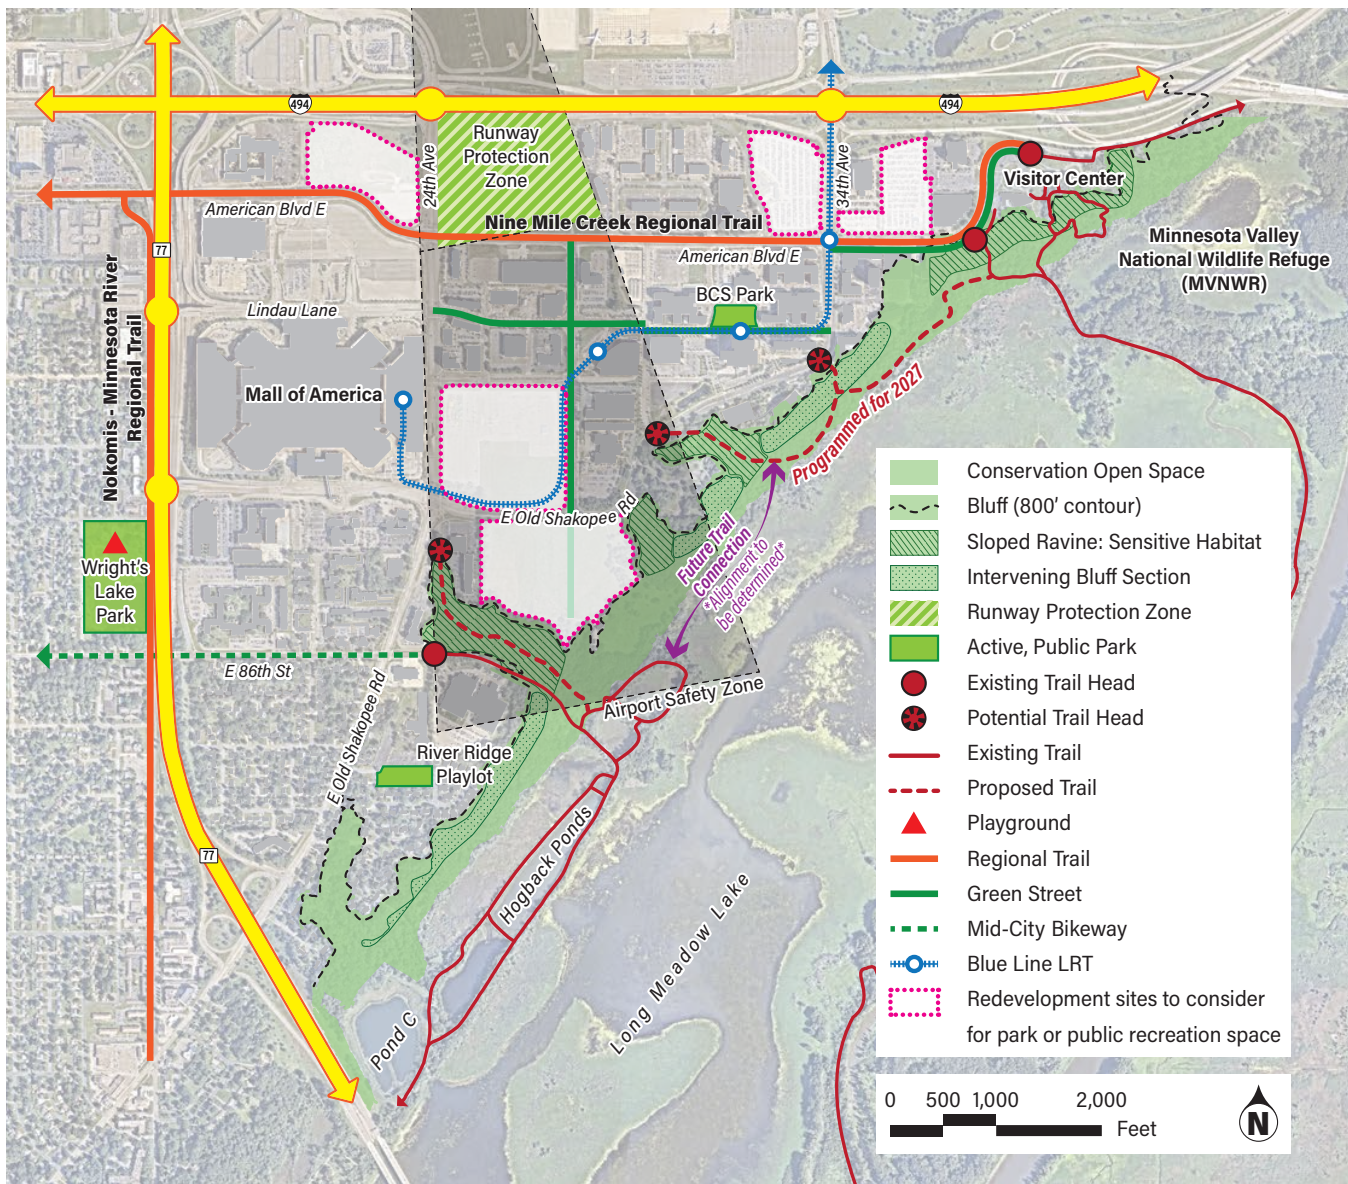 494
494
24th Ave
Runway
Protection
Zone
34th Ave
Visitor Center
American Blvd E
Nine Mile Creek Regional Trail
American Blvd E
77
Minnesota Valley
National Wildlife Refuge
(MVNWR)
Nokomis - Minnesota River
Regional Trail
Lindau Lane
BCS Park
Mall of America
Programmed for 2027
E Old Shakopee Rd
Future Trail
Connection
*Alignment to
be determined*
Wright's
Lake
Park
E 86th St
E Old Shakopee Rd
Airport Safety Zone
River Ridge
Playlot
77
Hogback Ponds
Long Meadow Lake
Pond C
Conservation Open Space
Bluff (800' contour)
Sloped Ravine: Sensitive Habitat
Intervening Bluff Section
Runway Protection Zone
Active, Public Park
Existing Trail Head
Potential Trail Head
Existing Trail
Proposed Trail
Playground
Regional Trail
Green Street
Mid-City Bikeway
Blue Line LRT
Redevelopment sites to consider
for park or public recreation space
0 500 1,000 2,000
Feet
N